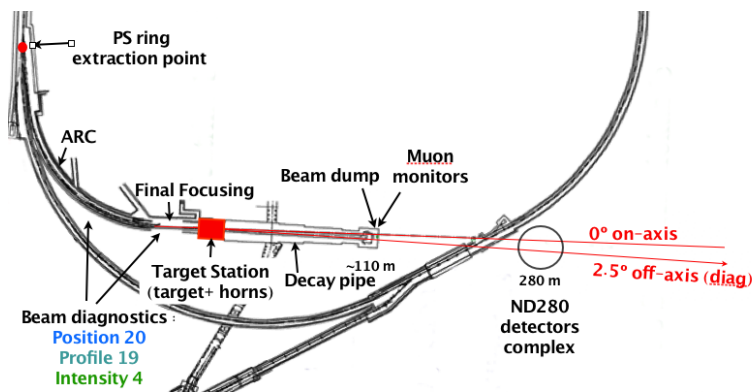 PS ring
extraction point
ARC
Final Focusing
Beam dump
Muon
monitors
0° on-axis
2.5° off-axis (diag)
Target Station
(target+ horns)
Decay pipe
~110 m
280 m
ND280
detectors
complex
Beam diagnostics :
Position 20
Profile 19
Intensity 4